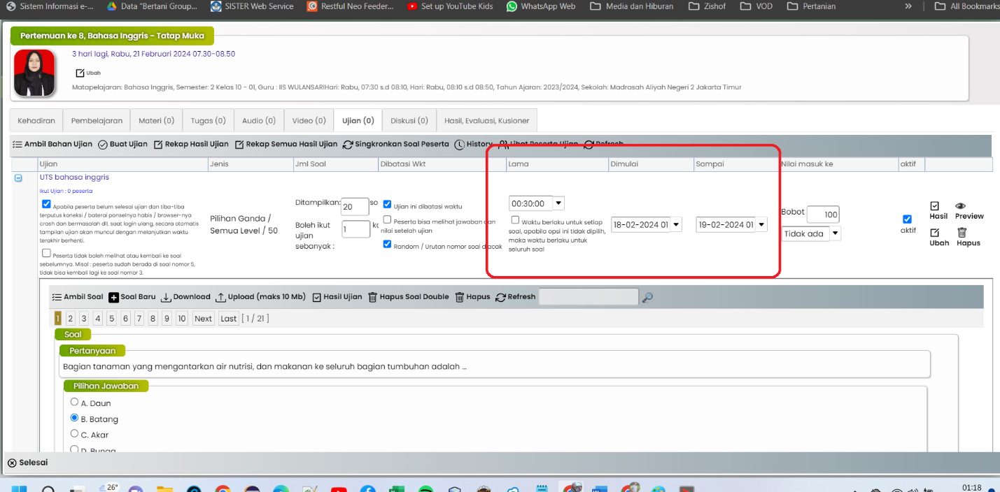 Sistem Informasi e-...
Data "Bertani Group...
SISTER Web Service
Restful Neo Feeder...
Set up YouTube Kids
WhatsApp Web
Media dan Hiburan
Zishof
VOD
Pertanian
»
All Bookmarks
Pertemuan ke 8, Bahasa Inggris - Tatap Muka
3 hari lagi, Rabu, 21 Februari 2024 07.30-08.50
Ubah
Matapelajaran: Bahasa Inggris, Semester: 2 Kelas 10 - 01, Guru : IIS WULANSARIHari: Rabu, 07:30 s.d 08:10, Hari: Rabu, 08:10 s.d 08:50, Tahun Ajaran: 2023/2024, Sekolah: Madrasah Aliyah Negeri 2 Jakarta Timur
Kehadiran
Pembelajaran
Materi (0)
Tugas (0)
Audio (0)
Video (0)
Ujian (0)
Diskusi (0)
Hasil, Evaluasi, Kusioner
Ambil Bahan Ujian
Buat Ujian
Rekap Hasil Ujian
Rekap Semua Hasil Ujian
Singkronkan Soal Peserta
History
Lihat Peserta Ujian
Refresh
Ujian
Jenis
Jml Soal
Dibatasi Wkt
Lama
Dimulai
Sampai
Nilai masuk ke
aktif
UTS bahasa inggris
Ikut Ujian : 0 peserta
Apabila peserta belum selesai ujian dan tiba-tiba
terputus koneksi / baterai ponselnya habis / browser-nya
crash dan bermasalah dll, saat login ulang, secara otomatis
tampilan ujian akan muncul dengan melanjutkan waktu
terakhir berhenti.
Peserta tidak boleh melihat atau kembali ke soal
sebelumnya. Misal : peserta sudah berada di soal nomor 5,
tidak bisa kembali lagi ke soal nomor 3.
Pilihan Ganda /
Semua Level / 50
Ditampilkan: 20 so
Boleh ikut
ujian
sebanyak :
1
Ujian ini dibatasi waktu
Peserta bisa melihat jawaban dan
nilai setelah ujian
Random / Urutan nomor soal diacak
00:30:00
Waktu berlaku untuk setiap
soal, apabila opsi ini tidak dipilih,
maka waktu berlaku untuk
seluruh soal
18-02-2024 01
19-02-2024 01
Bobot 100
Tidak ada
aktif
Hasil
Preview
Ubah
Hapus
Ambil Soal
Soal Baru
Download
Upload (maks 10 Mb)
Hasil Ujian
Hapus Soal Double
Hapus
Refresh
1 2 3 4 5 6 7 8 9 10 Next Last [ 1 / 21 ]
Soal
Pertanyaan
Bagian tanaman yang mengantarkan air nutrisi, dan makanan ke seluruh bagian tumbuhan adalah ...
Pilihan Jawaban
A. Daun
B. Batang
C. Akar
D. Bunga
Selesai
26°
01:18